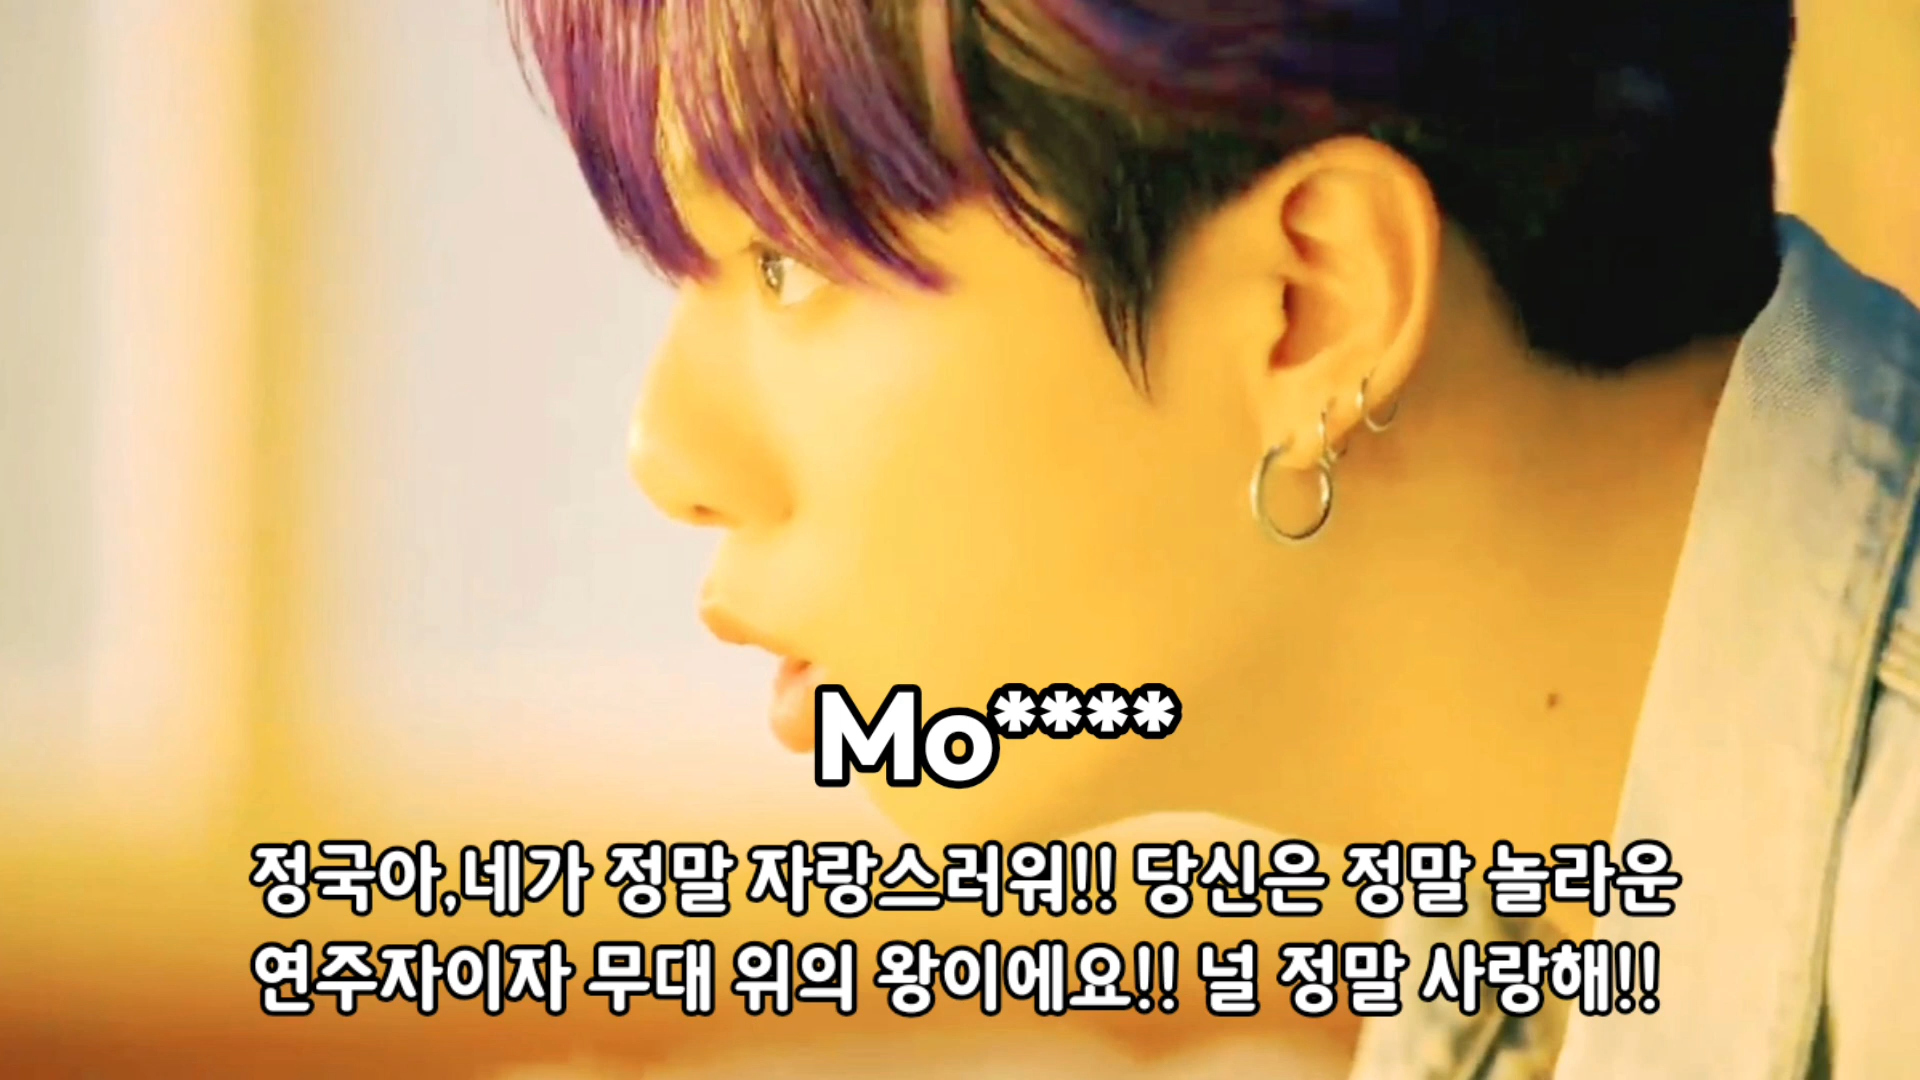 Mo****
정국아,네가 정말 자랑스러워!! 당신은 정말 놀라운
연주자이자 무대 위의 왕이에요!! 널 정말 사랑해!!